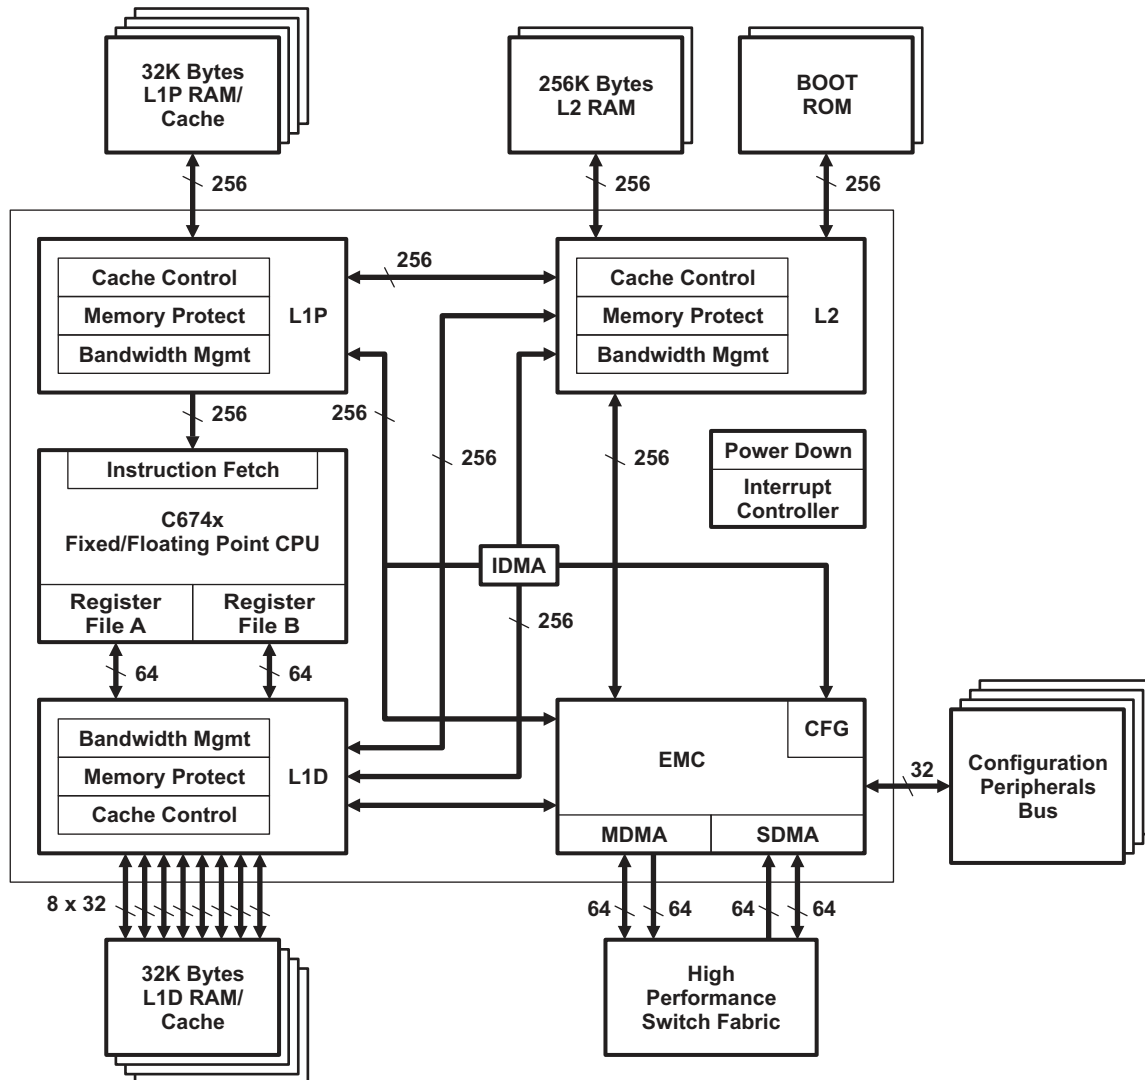 32K Bytes
L1P RAM/
Cache
256K Bytes
L2 RAM
BOOT
ROM
256
256
256
Cache Control
Memory Protect
Bandwidth Mgmt
L1P
256
Cache Control
Memory Protect
Bandwidth Mgmt
L2
256
256
256
256
Instruction Fetch
C674x
Fixed/Floating Point CPU
Register
File A
Register
File B
Power Down
Interrupt
Controller
IDMA
256
64
64
Bandwidth Mgmt
Memory Protect
Cache Control
L1D
EMC
CFG
MDMA
SDMA
32
Configuration
Peripherals
Bus
8 x 32
64
64
64
64
32K Bytes
L1D RAM/
Cache
High
Performance
Switch Fabric